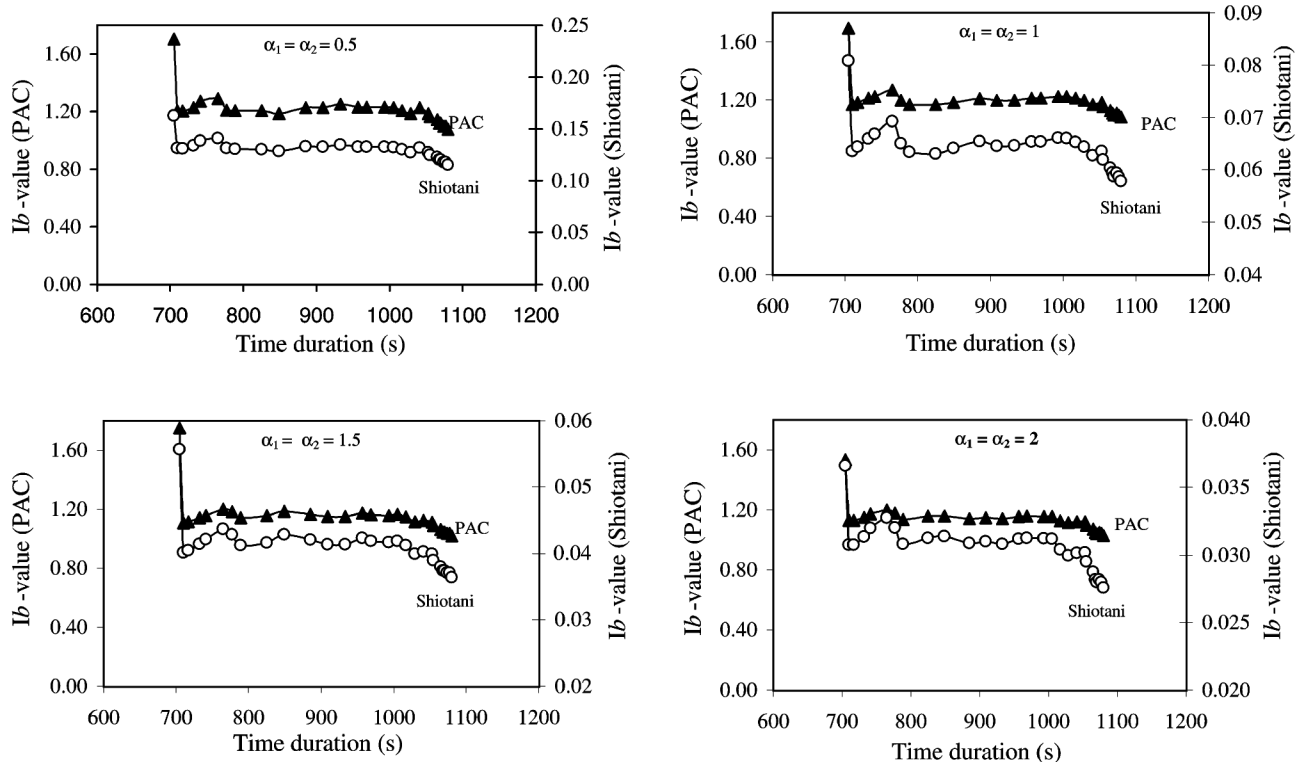 α₁ = α₂ = 0.5
Ib-value (PAC)
1.60
1.20
0.80
0.40
0.00
0.25
0.20
0.15
0.10
0.05
0.00
Ib-value (Shiotani)
PAC
Shiotani
600 700 800 900 1000 1100 1200
Time duration (s)
α₁ = α₂ = 1
Ib-value (PAC)
1.60
1.20
0.80
0.40
0.00
0.09
0.08
0.07
0.06
0.05
0.04
Ib-value (Shiotani)
PAC
Shiotani
600 700 800 900 1000 1100 1200
Time duration (s)
α₁ = α₂ = 1.5
Ib-value (PAC)
1.60
1.20
0.80
0.40
0.00
0.06
0.05
0.04
0.03
0.02
Ib-value (Shiotani)
PAC
Shiotani
600 700 800 900 1000 1100 1200
Time duration (s)
α₁ = α₂ = 2
Ib-value (PAC)
1.60
1.20
0.80
0.40
0.00
0.040
0.035
0.030
0.025
0.020
Ib-value (Shiotani)
PAC
Shiotani
600 700 800 900 1000 1100 1200
Time duration (s)